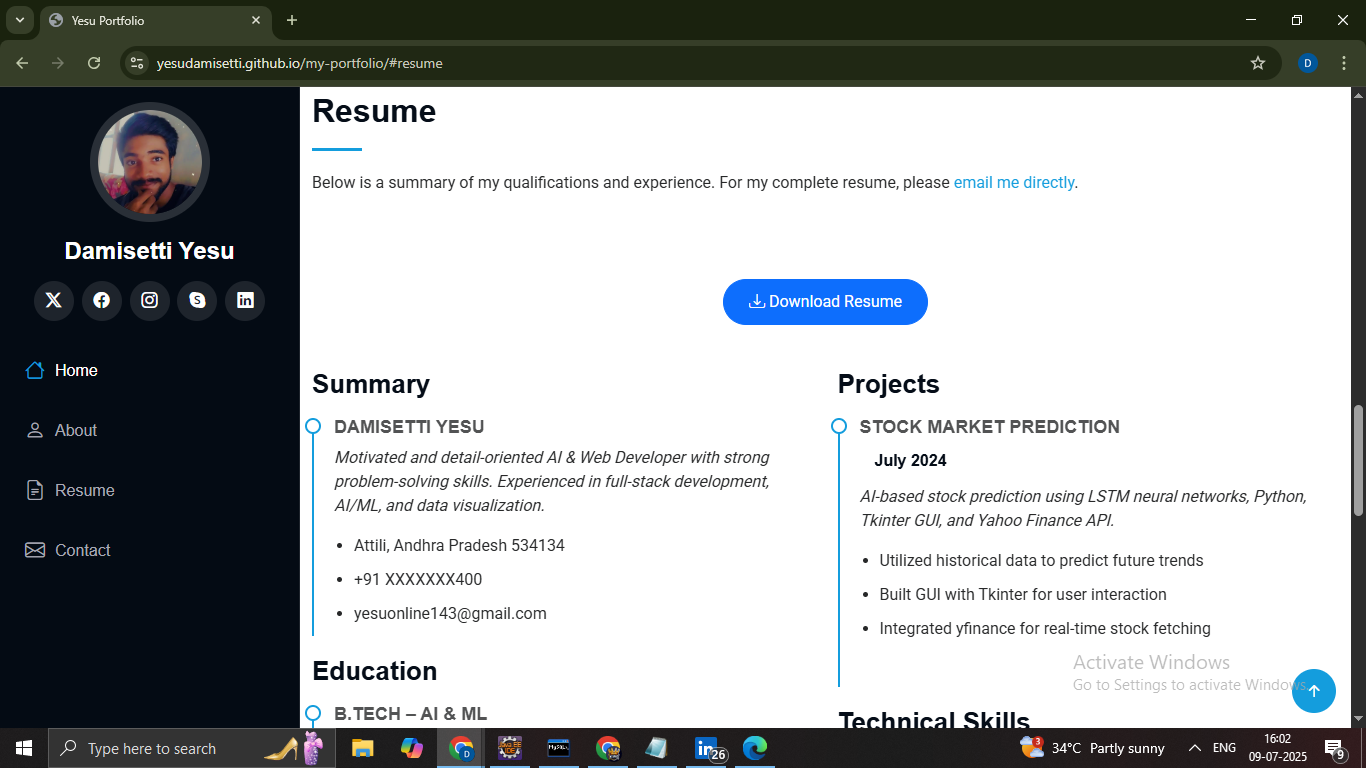 Yesu Portfolio
yesudamisetti.github.io/my-portfolio/#resume
D
Damisetti Yesu
Home
About
Resume
Contact
Resume
Below is a summary of my qualifications and experience. For my complete resume, please email me directly.
Download Resume
Summary
DAMISETTI YESU
Motivated and detail-oriented AI & Web Developer with strong
problem-solving skills. Experienced in full-stack development,
AI/ML, and data visualization.
• Attili, Andhra Pradesh 534134
• +91 XXXXXXX400
• yesuonline143@gmail.com
Education
B.TECH – AI & ML
Projects
STOCK MARKET PREDICTION
July 2024
AI-based stock prediction using LSTM neural networks, Python,
Tkinter GUI, and Yahoo Finance API.
• Utilized historical data to predict future trends
• Built GUI with Tkinter for user interaction
• Integrated yfinance for real-time stock fetching
Technical Skills
Activate Windows
Go to Settings to activate Windows.
Type here to search
D
MySQL
in
26
3
34°C Partly sunny
ENG
16:02
09-07-2025
9